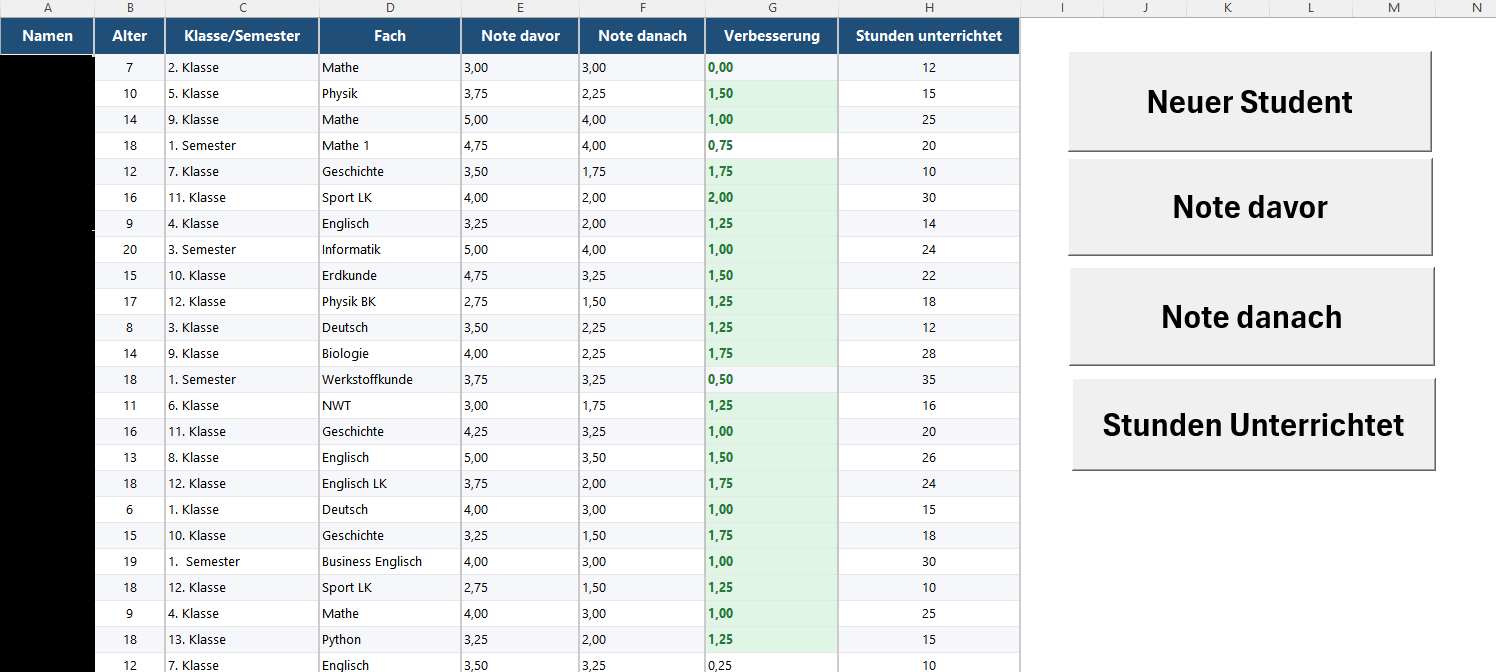 A B C D E F G H I J K L M N
Namen Alter Klasse/Semester Fach Note davor Note danach Verbesserung Stunden unterrichtet
7 2. Klasse Mathe 3,00 3,00 0,00 12
10 5. Klasse Physik 3,75 2,25 1,50 15
14 9. Klasse Mathe 5,00 4,00 1,00 25
18 1. Semester Mathe 1 4,75 4,00 0,75 20
12 7. Klasse Geschichte 3,50 1,75 1,75 10
16 11. Klasse Sport LK 4,00 2,00 2,00 30
9 4. Klasse Englisch 3,25 2,00 1,25 14
20 3. Semester Informatik 5,00 4,00 1,00 24
15 10. Klasse Erdkunde 4,75 3,25 1,50 22
17 12. Klasse Physik BK 2,75 1,50 1,25 18
8 3. Klasse Deutsch 3,50 2,25 1,25 12
14 9. Klasse Biologie 4,00 2,25 1,75 28
18 1. Semester Werkstoffkunde 3,75 3,25 0,50 35
11 6. Klasse NWT 3,00 1,75 1,25 16
16 11. Klasse Geschichte 4,25 3,25 1,00 20
13 8. Klasse Englisch 5,00 3,50 1,50 26
18 12. Klasse Englisch LK 3,75 2,00 1,75 24
6 1. Klasse Deutsch 4,00 3,00 1,00 15
15 10. Klasse Geschichte 3,25 1,50 1,75 18
19 1.  Semester Business Englisch 4,00 3,00 1,00 30
18 12. Klasse Sport LK 2,75 1,50 1,25 10
9 4. Klasse Mathe 4,00 3,00 1,00 25
18 13. Klasse Python 3,25 2,00 1,25 15
12 7. Klasse Englisch 3,50 3,25 0,25 10
Neuer Student
Note davor
Note danach
Stunden Unterrichtet